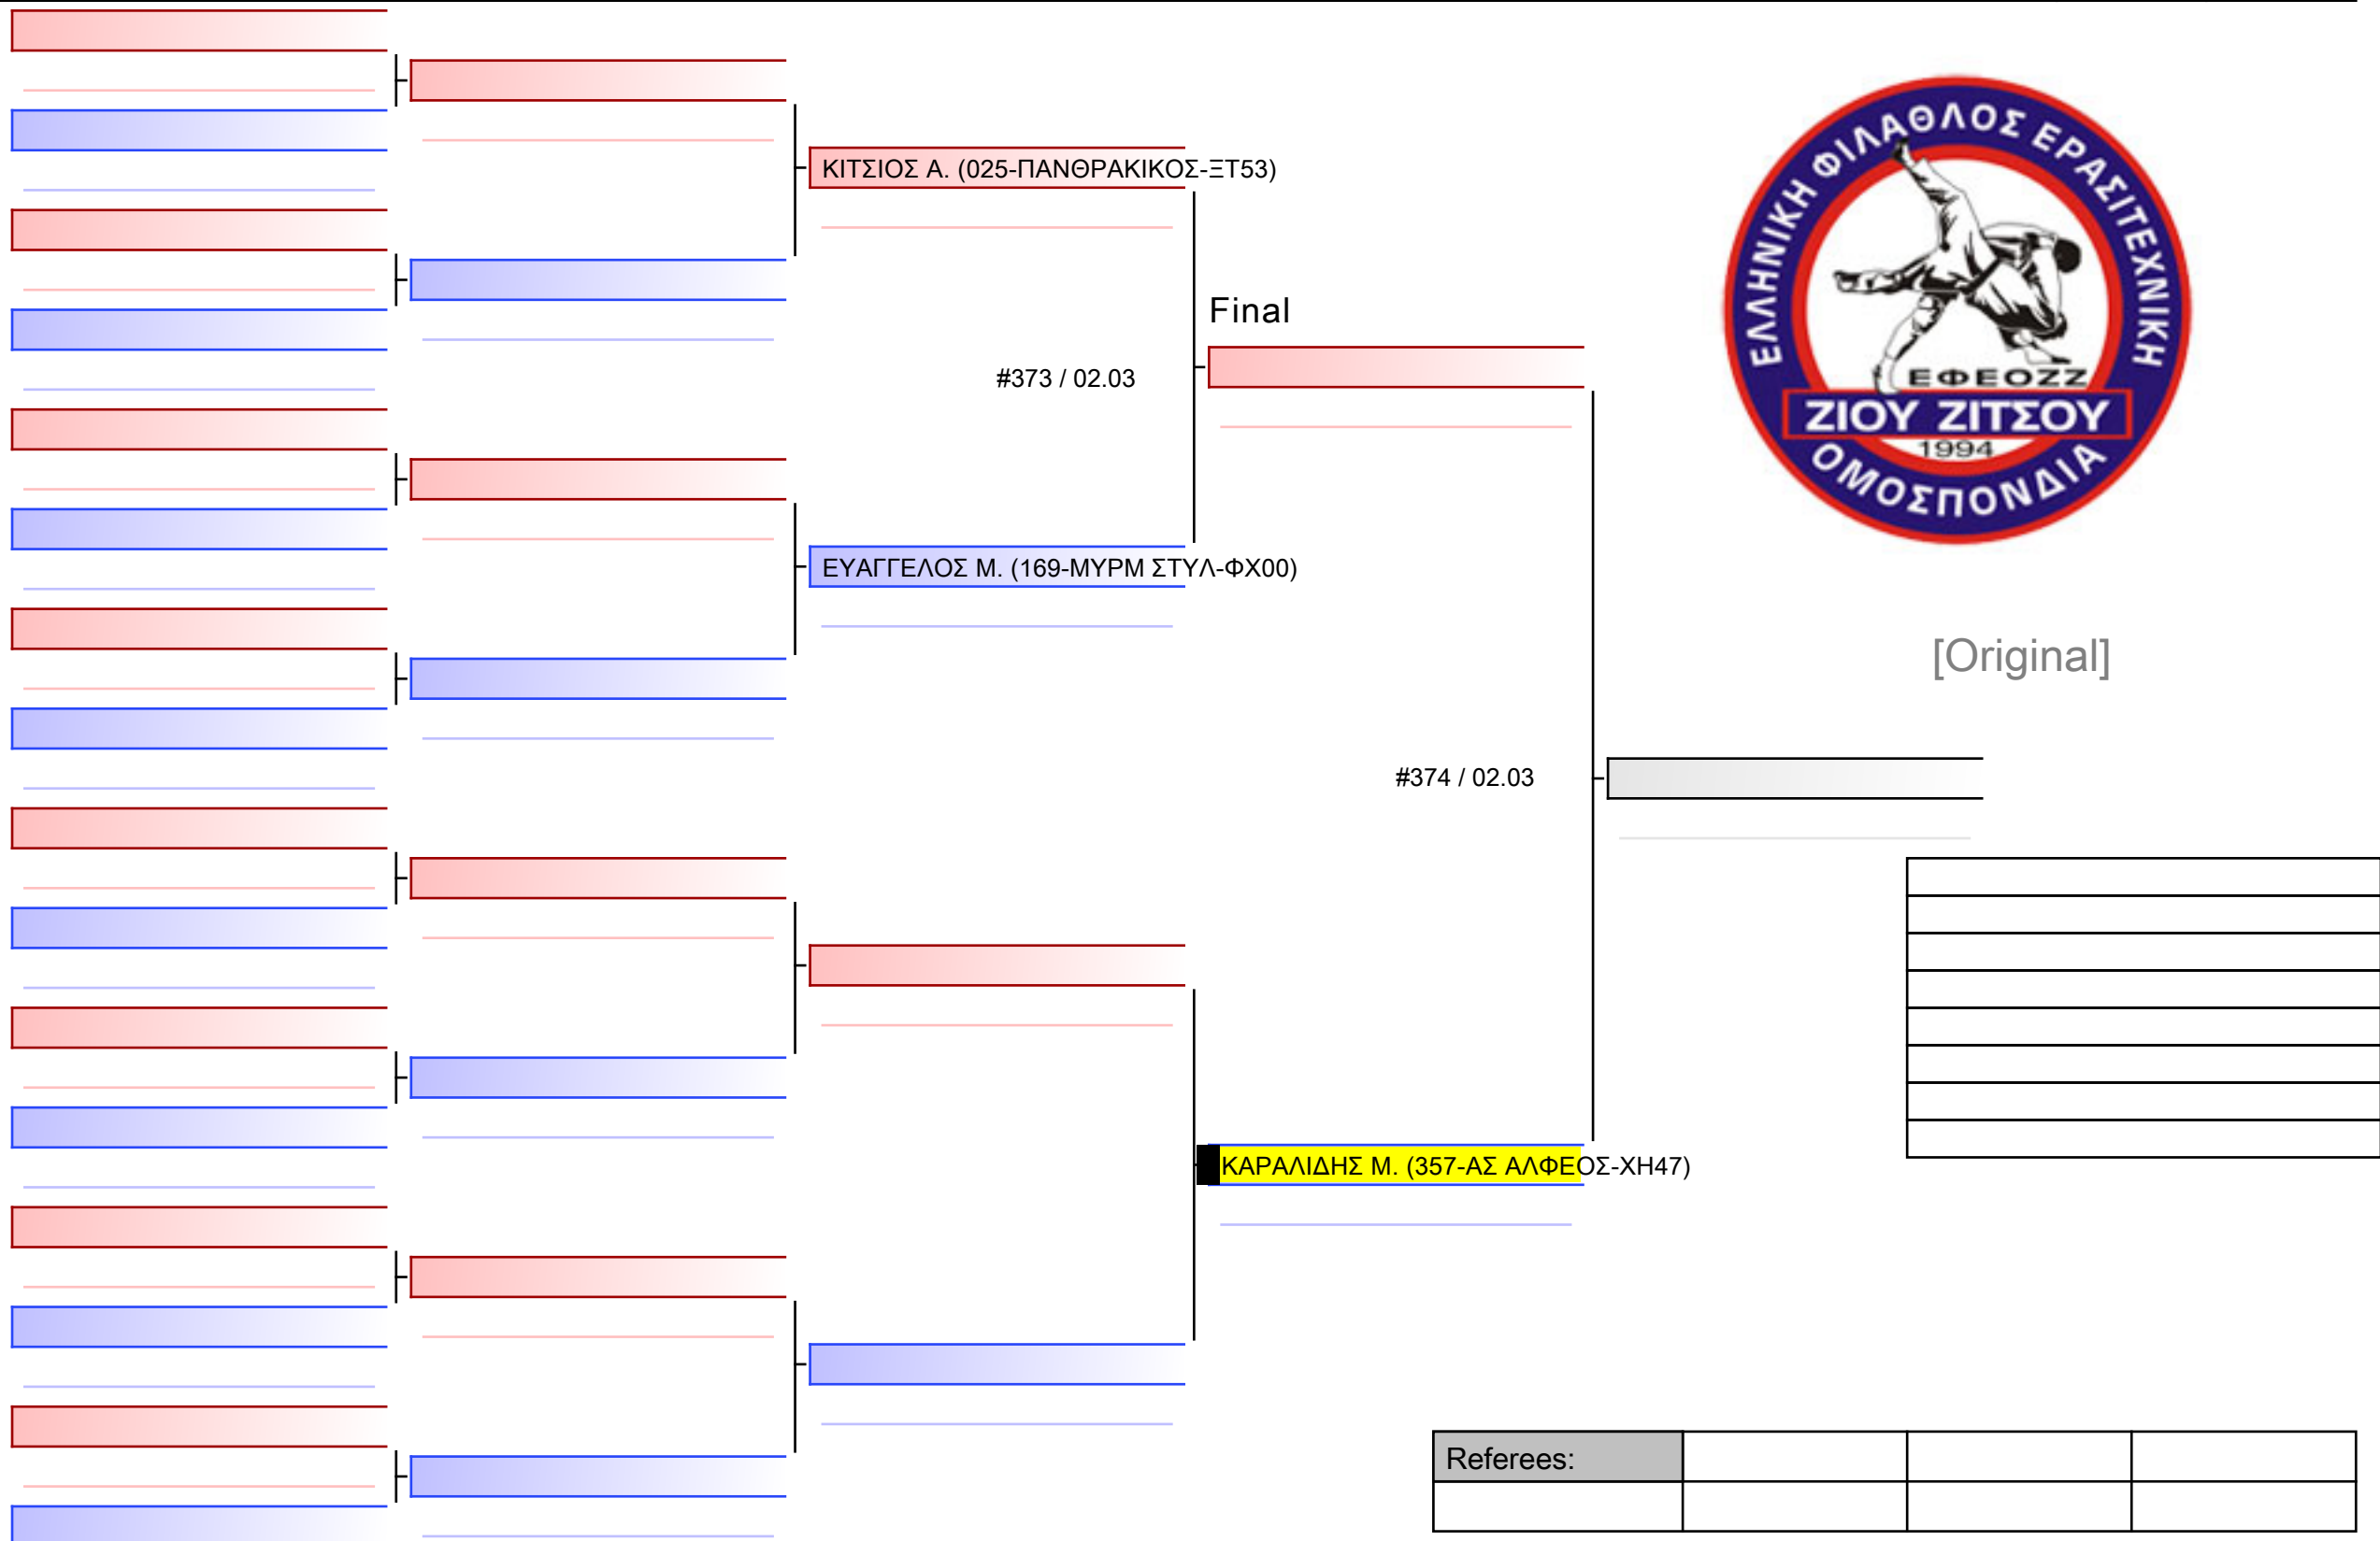 ΚΙΤΣΙΟΣ Α. (025-ΠΑΝΘΡΑΚΙΚΟΣ-ΞΤ53)
Final
#373 / 02.03
ΕΥΑΓΓΕΛΟΣ Μ. (169-ΜΥΡΜ ΣΤΥΛ-ΦΧ00)
ΕΛΛΗΝΙΚΗ ΦΙΛΑΘΛΟΣ ΕΡΑΣΙΤΕΧΝΙΚΗ
ΕΦΕΟΖΖ
ΖΙΟΥ ΖΙΤΣΟΥ
1994
ΟΜΟΣΠΟΝΔΙΑ
[Original]
#374 / 02.03
ΚΑΡΑΛΙΔΗΣ Μ. (357-ΑΣ ΑΛΦΕΟΣ-ΧΗ47)
Referees: